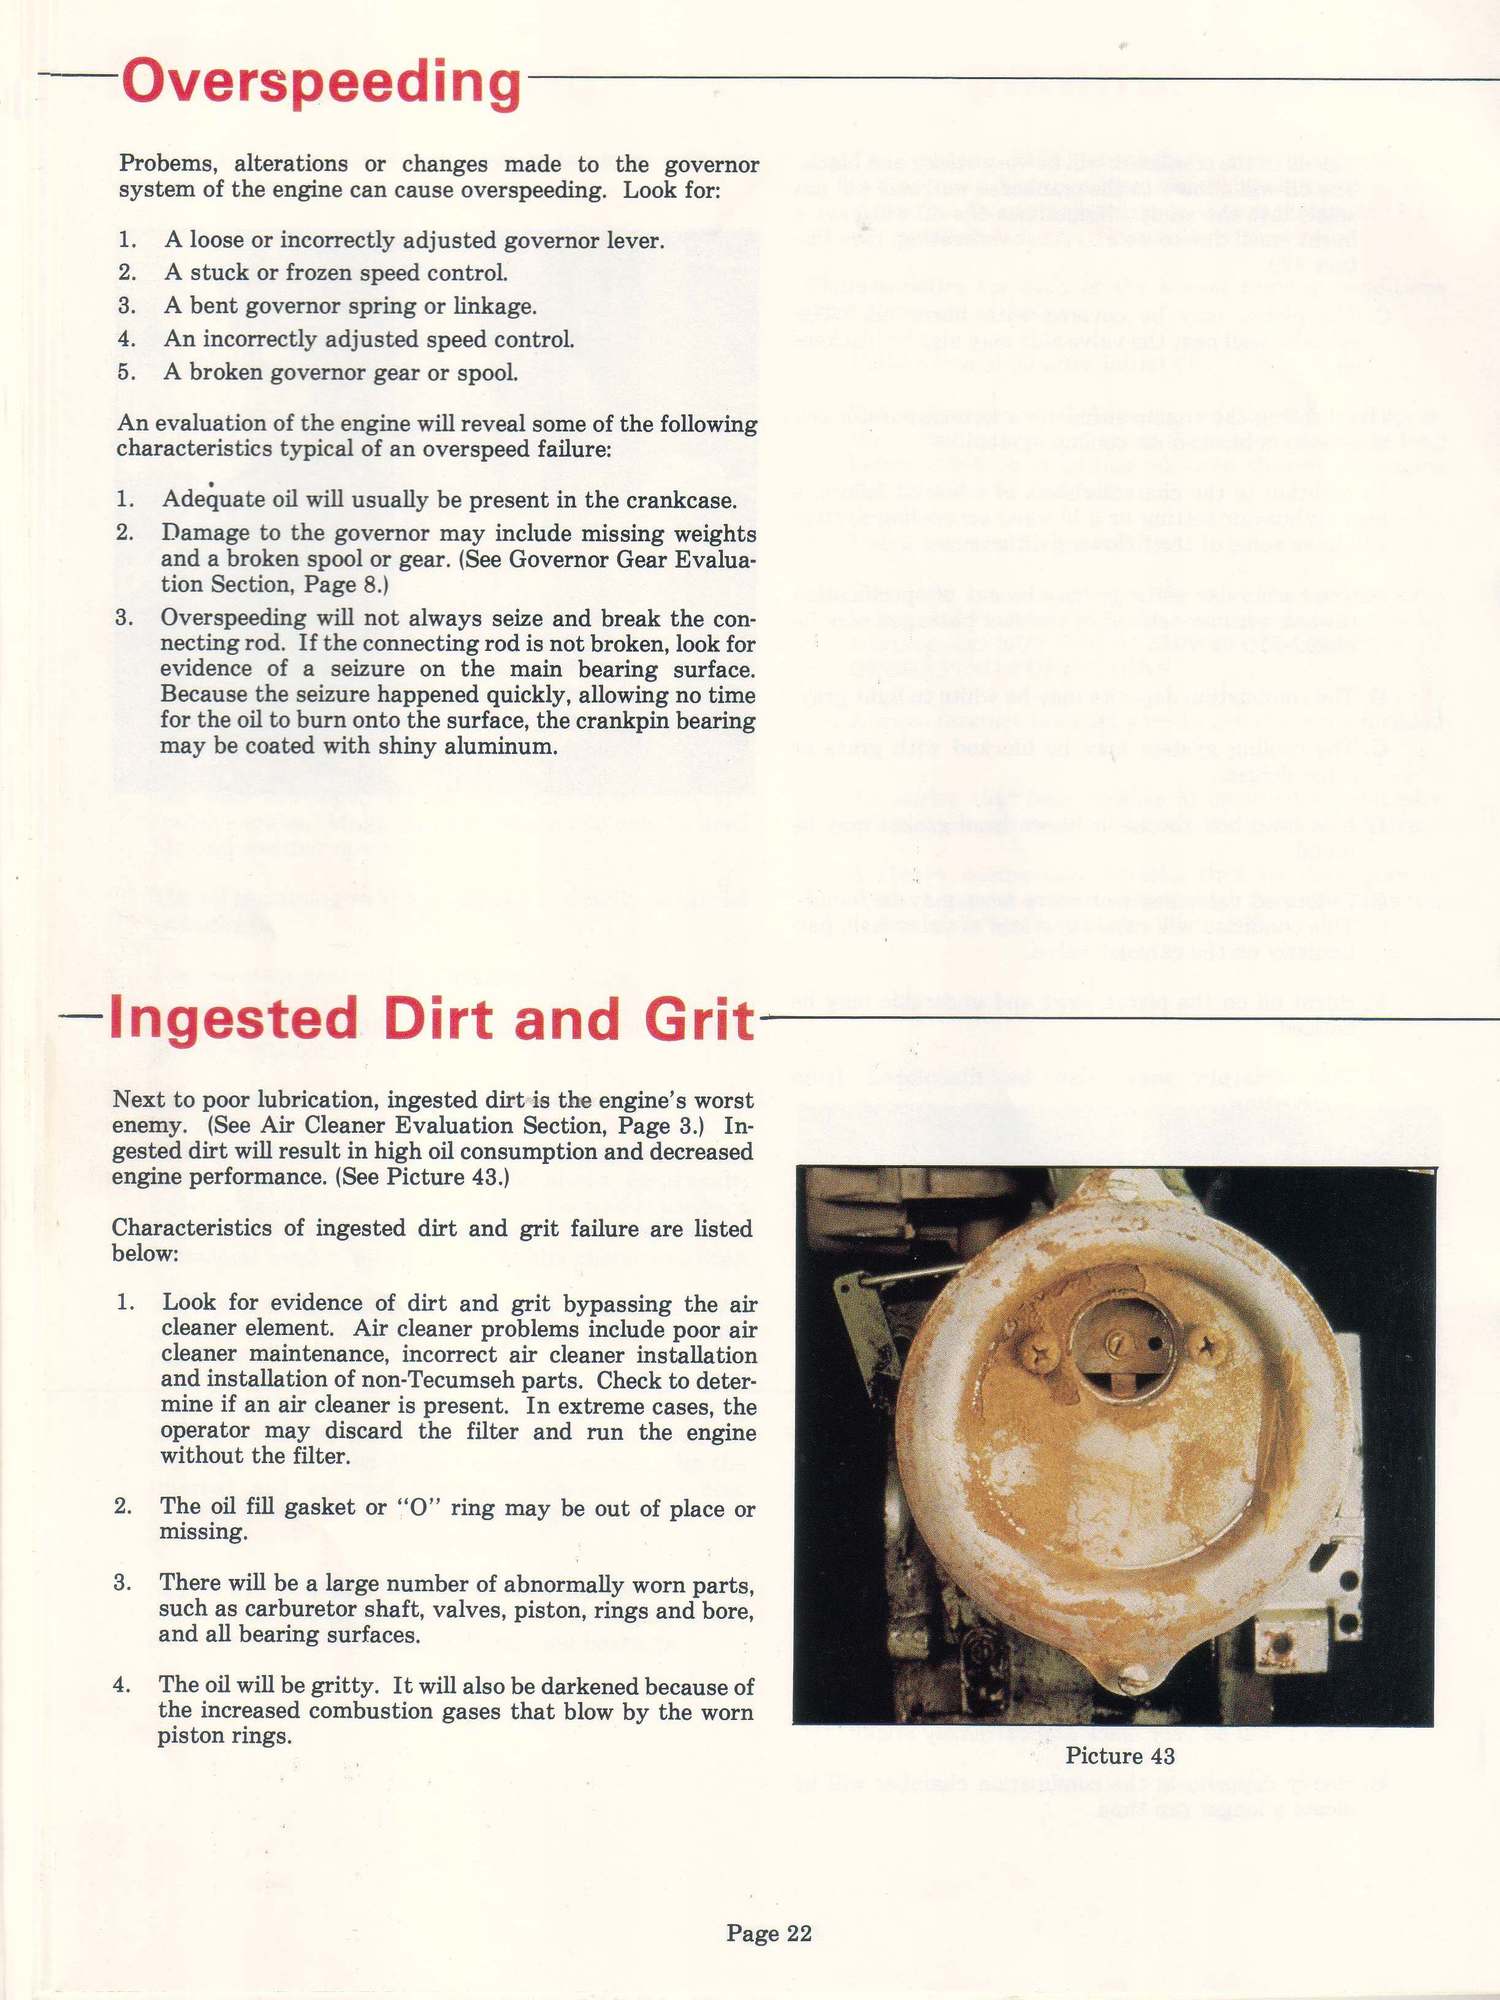 Overspeeding
Probems, alterations or changes made to the governor
system of the engine can cause overspeeding. Look for:
1. A loose or incorrectly adjusted governor lever.
2. A stuck or frozen speed control.
3. A bent governor spring or linkage.
4. An incorrectly adjusted speed control.
5. A broken governor gear or spool.
An evaluation of the engine will reveal some of the following
characteristics typical of an overspeed failure:
1. Adequate oil will usually be present in the crankcase.
2. Damage to the governor may include missing weights
and a broken spool or gear. (See Governor Gear Evalua-
tion Section, Page 8.)
3. Overspeeding will not always seize and break the con-
necting rod. If the connecting rod is not broken, look for
evidence of a seizure on the main bearing surface.
Because the seizure happened quickly, allowing no time
for the oil to burn onto the surface, the crankpin bearing
may be coated with shiny aluminum.
Ingested Dirt and Grit
Next to poor lubrication, ingested dirt is the engine's worst
enemy. (See Air Cleaner Evaluation Section, Page 3.) In-
gested dirt will result in high oil consumption and decreased
engine performance. (See Picture 43.)
Characteristics of ingested dirt and grit failure are listed
below:
1. Look for evidence of dirt and grit bypassing the air
cleaner element. Air cleaner problems include poor air
cleaner maintenance, incorrect air cleaner installation
and installation of non-Tecumseh parts. Check to deter-
mine if an air cleaner is present. In extreme cases, the
operator may discard the filter and run the engine
without the filter.
2. The oil fill gasket or "O" ring may be out of place or
missing.
3. There will be a large number of abnormally worn parts,
such as carburetor shaft, valves, piston, rings and bore,
and all bearing surfaces.
4. The oil will be gritty. It will also be darkened because of
the increased combustion gases that blow by the worn
piston rings.
Picture 43
Page 22